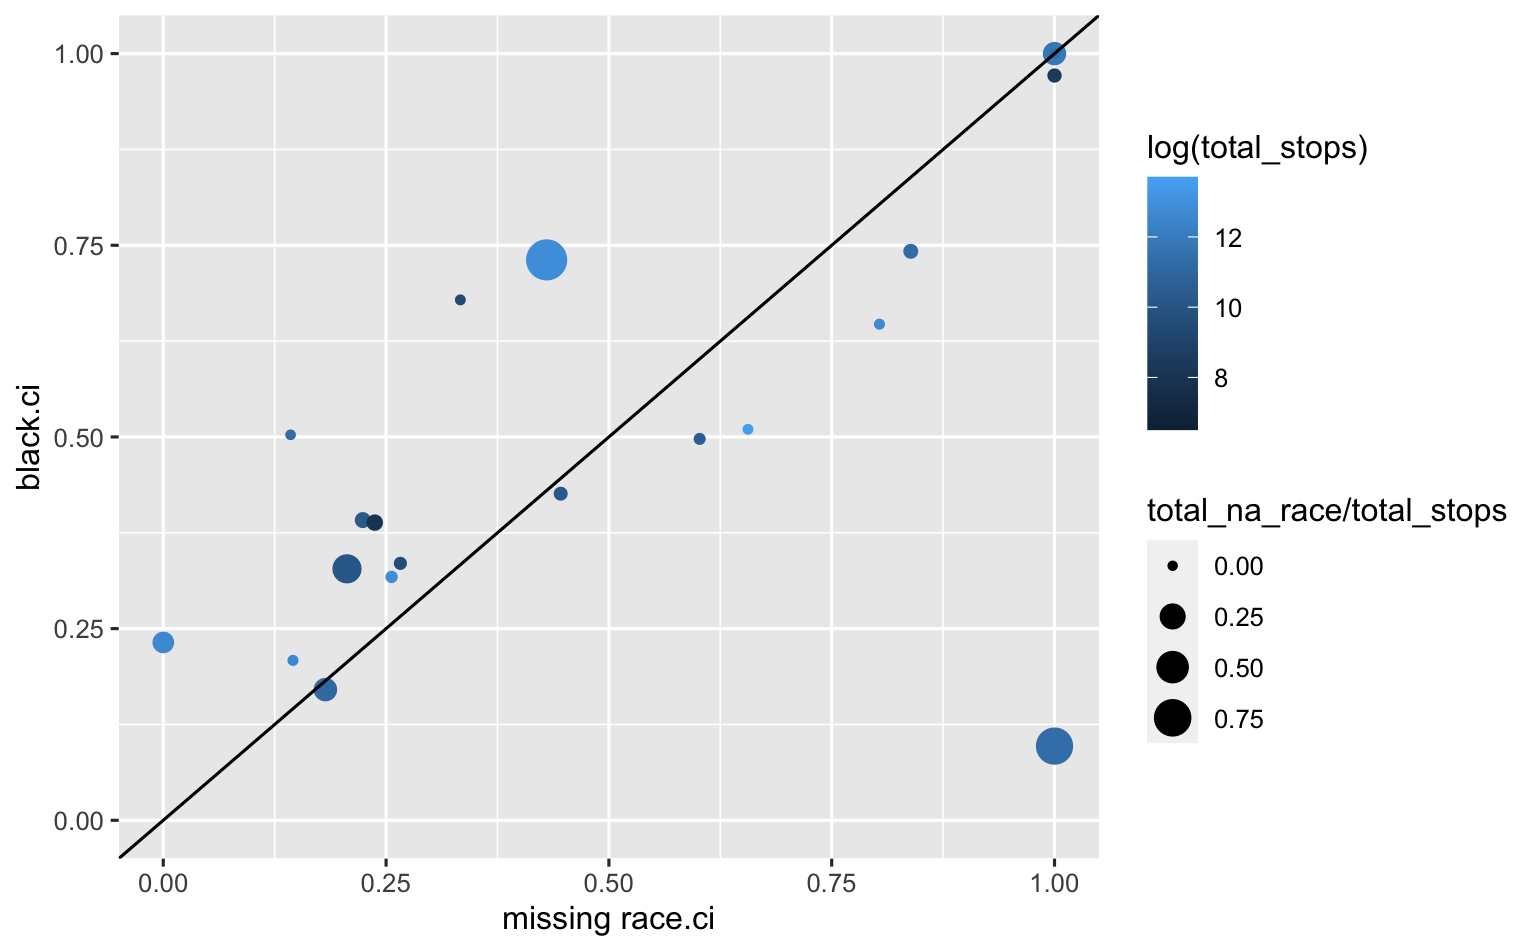 1.00
0.75
0.50
0.25
0.00
black.ci
0.00 0.25 0.50 0.75 1.00
missing race.ci
log(total_stops)
12
10
8
total_na_race/total_stops
0.00
0.25
0.50
0.75